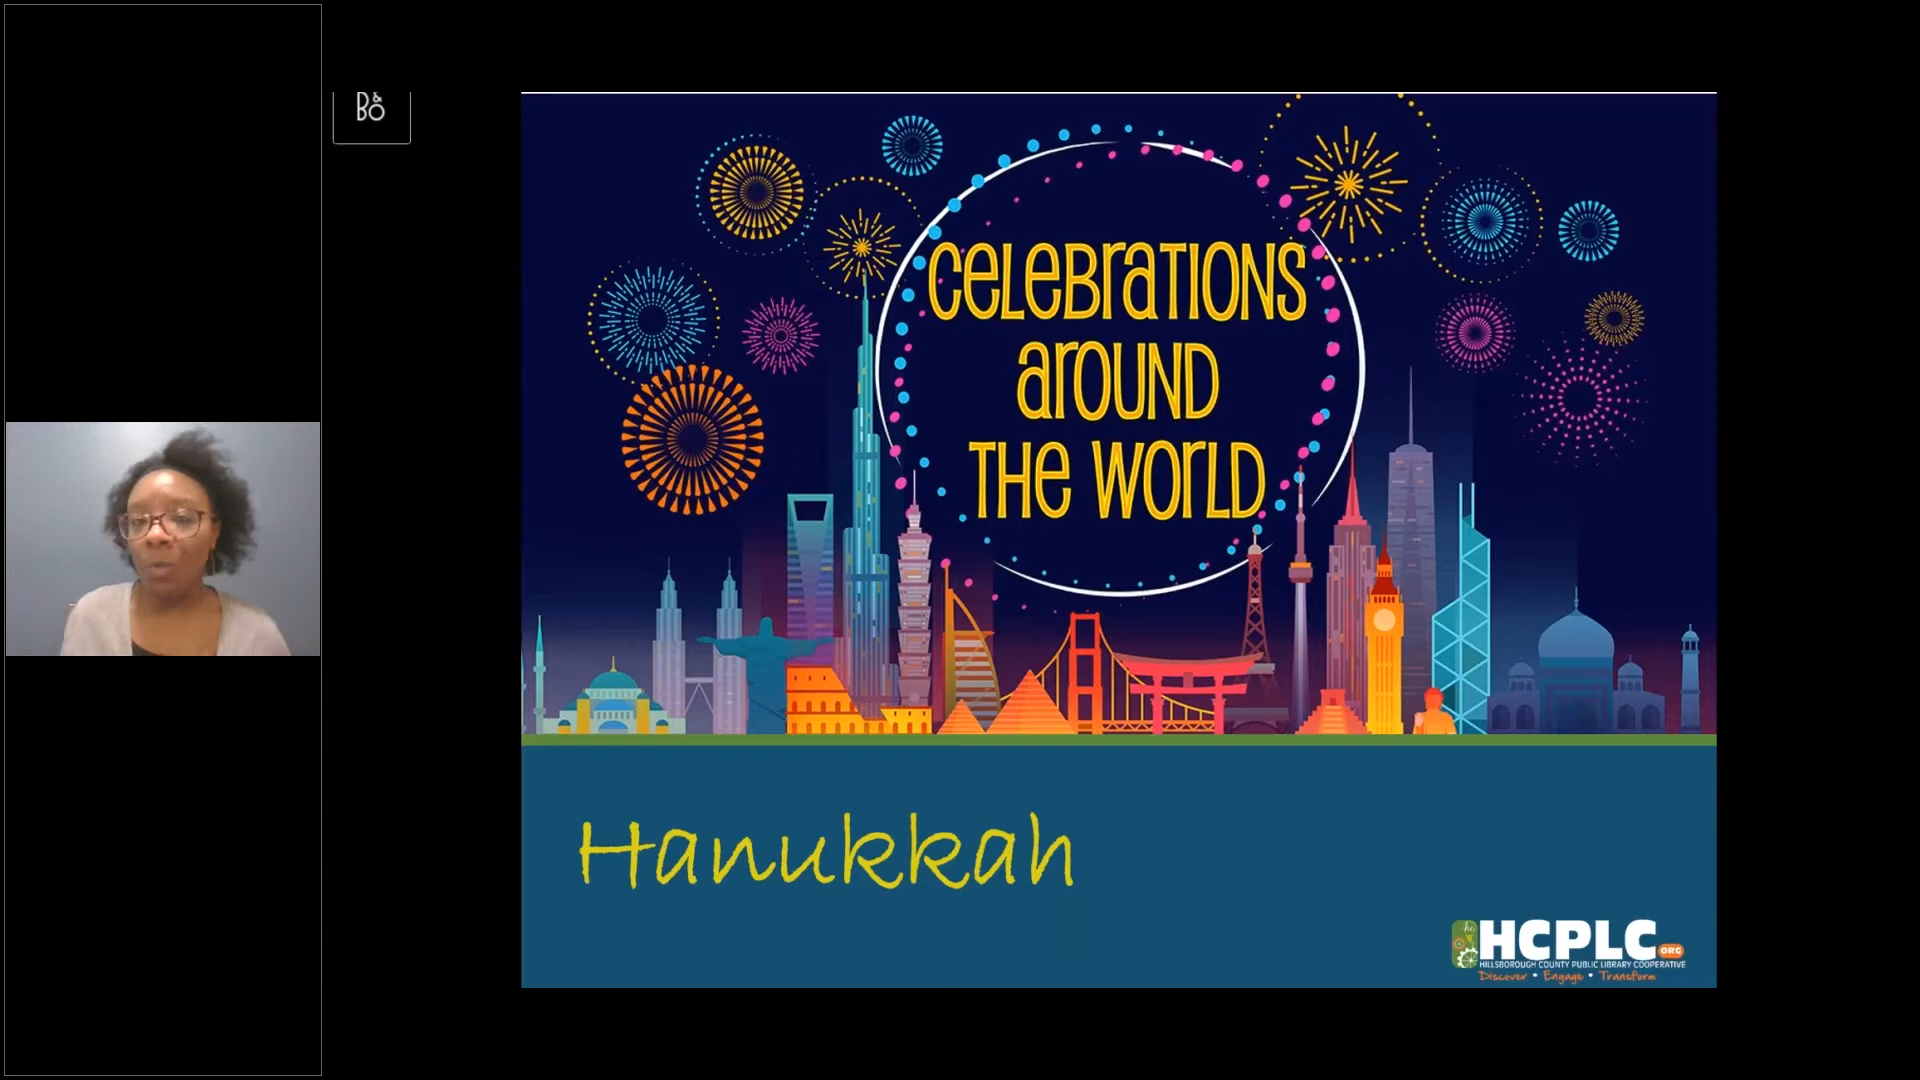 B&O
CELEBRATIONS
AROUND
THE WORLD
Hanukkah
HCPLC.ORG
HILLSBOROUGH COUNTY PUBLIC LIBRARY COOPERATIVE
Discover • Engage • Transform